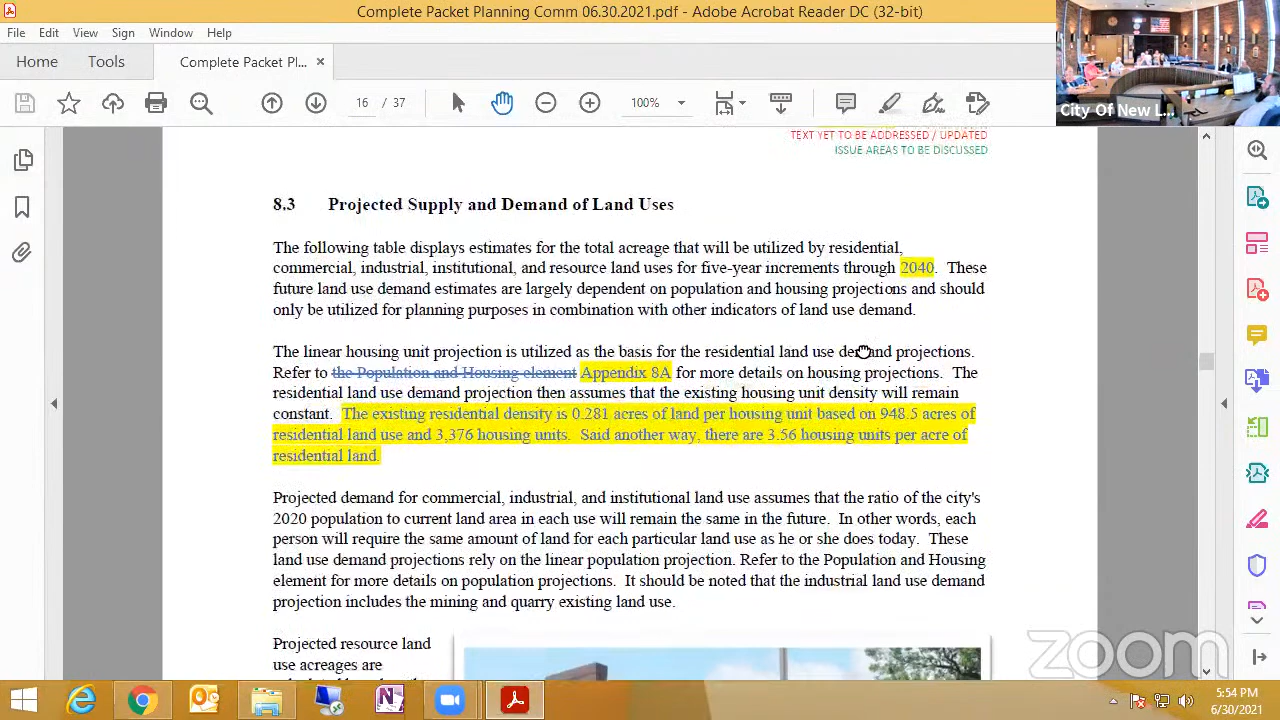 Complete Packet Planning Comm 06.30.2021.pdf - Adobe Acrobat Reader DC (32-bit)
File Edit View Sign Window Help
Home Tools Complete Packet Pl... ×
16 / 37 100%
City Of New L...
TEXT YET TO BE ADDRESSED / UPDATED
ISSUE AREAS TO BE DISCUSSED
8.3 Projected Supply and Demand of Land Uses
The following table displays estimates for the total acreage that will be utilized by residential,
commercial, industrial, institutional, and resource land uses for five-year increments through 2040. These
future land use demand estimates are largely dependent on population and housing projections and should
only be utilized for planning purposes in combination with other indicators of land use demand.
The linear housing unit projection is utilized as the basis for the residential land use demand projections.
Refer to the Population and Housing element Appendix 8A for more details on housing projections. The
residential land use demand projection then assumes that the existing housing unit density will remain
constant. The existing residential density is 0.281 acres of land per housing unit based on 948.5 acres of
residential land use and 3,376 housing units. Said another way, there are 3.56 housing units per acre of
residential land.
Projected demand for commercial, industrial, and institutional land use assumes that the ratio of the city's
2020 population to current land area in each use will remain the same in the future. In other words, each
person will require the same amount of land for each particular land use as he or she does today. These
land use demand projections rely on the linear population projection. Refer to the Population and Housing
element for more details on population projections. It should be noted that the industrial land use demand
projection includes the mining and quarry existing land use.
Projected resource land
use acreages are
zoom
5:54 PM
6/30/2021